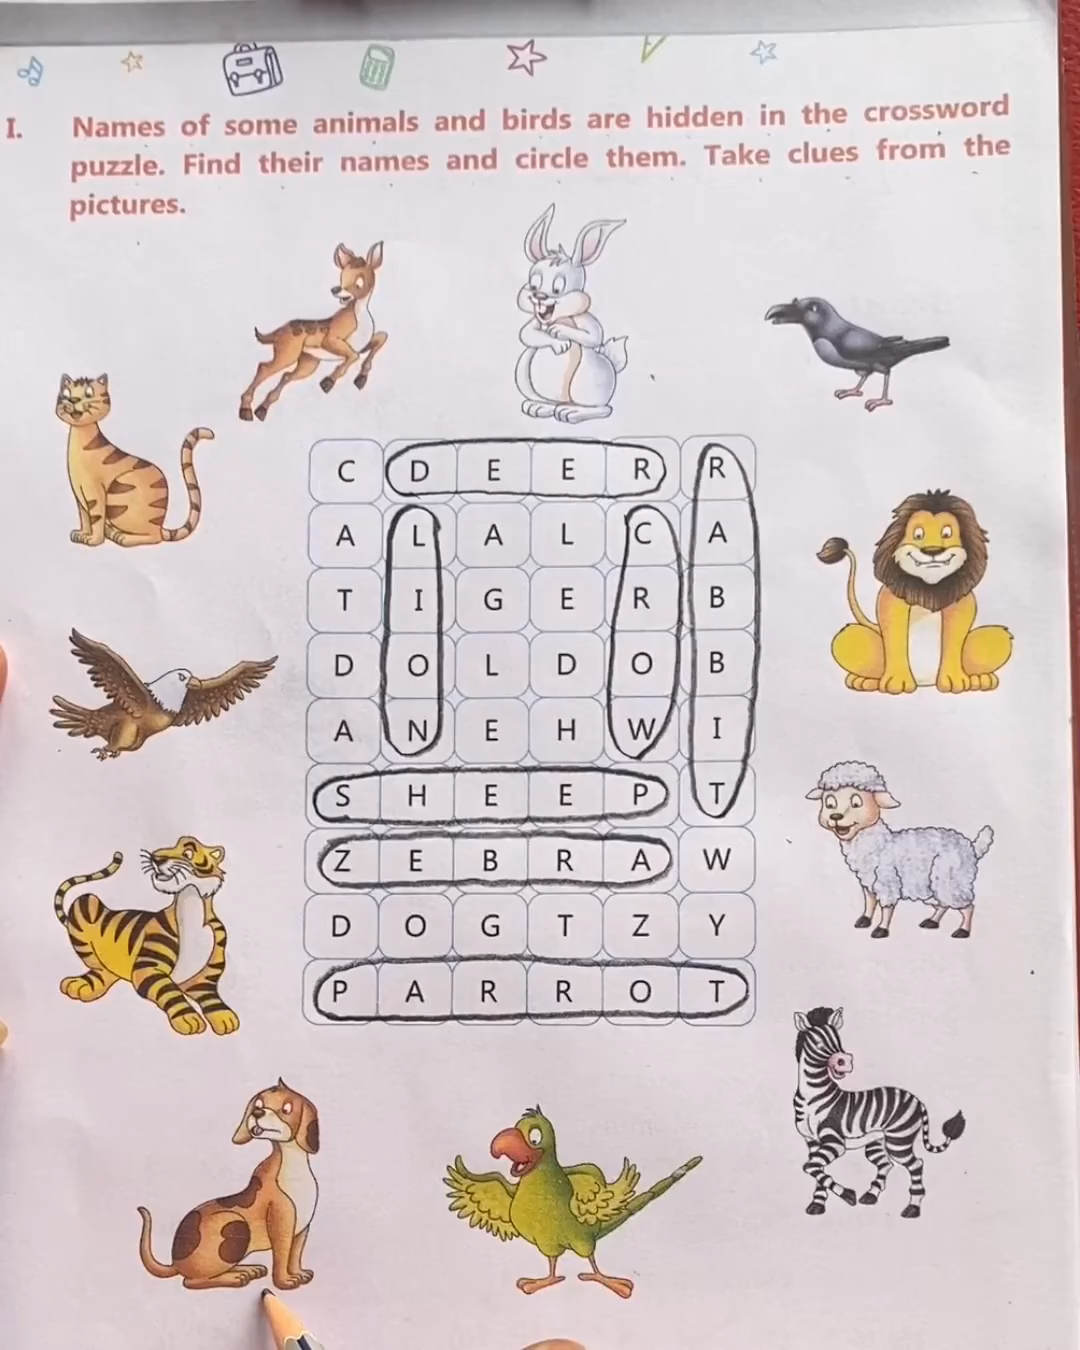 I. Names of some animals and birds are hidden in the crossword
puzzle. Find their names and circle them. Take clues from the
pictures.
C D E E R R
A L A L C A
T I G E R B
D O L D O B
A N E H W I
S H E E P T
Z E B R A W
D O G T Z Y
P A R R O T